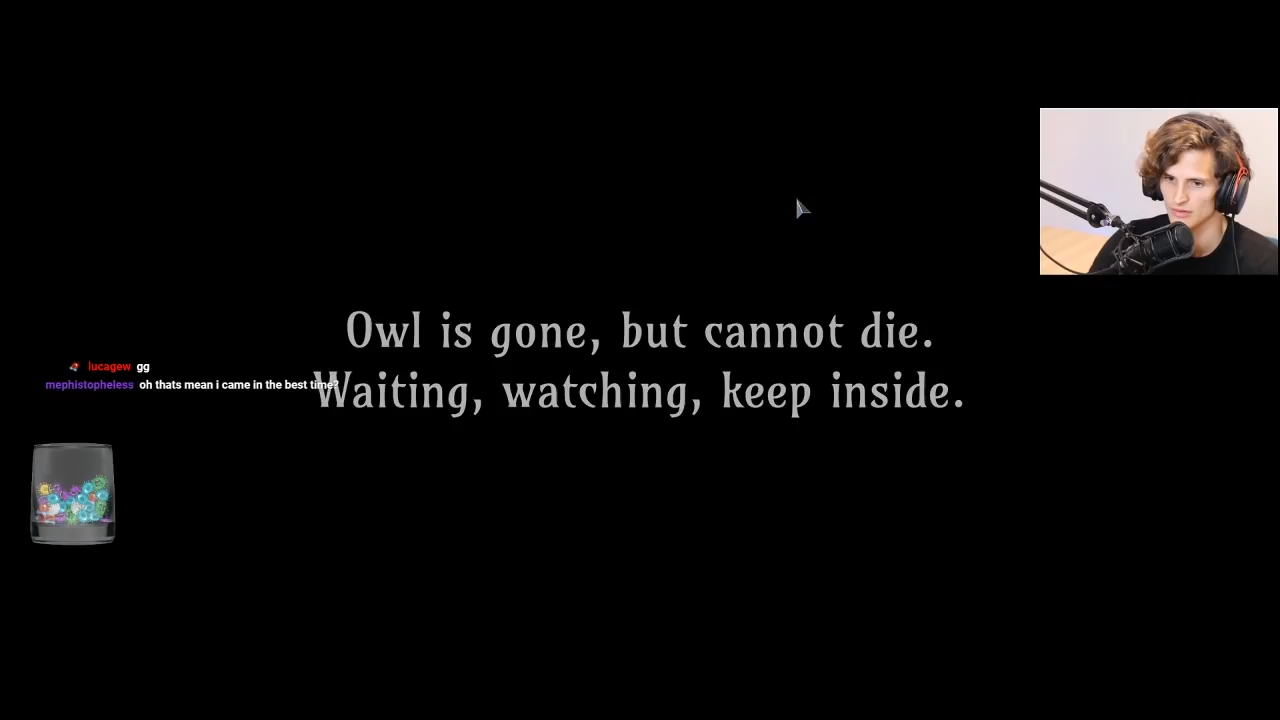 Owl is gone, but cannot die.
lucagew gg
mephistopheless oh thats mean i came in the best time?
Waiting, watching, keep inside.